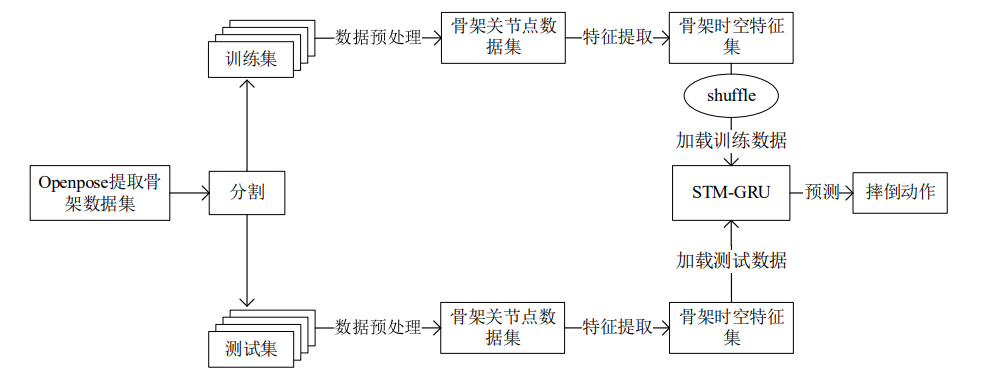 训练集
数据预处理
骨架关节点数
据集
特征提取
骨架时空特征
集
shuffle
加载训练数据
Openpose提取骨
架数据集
分割
STM-GRU
预测
摔倒动作
加载测试数据
测试集
数据预处理
骨架关节点数
据集
特征提取
骨架时空特征
集